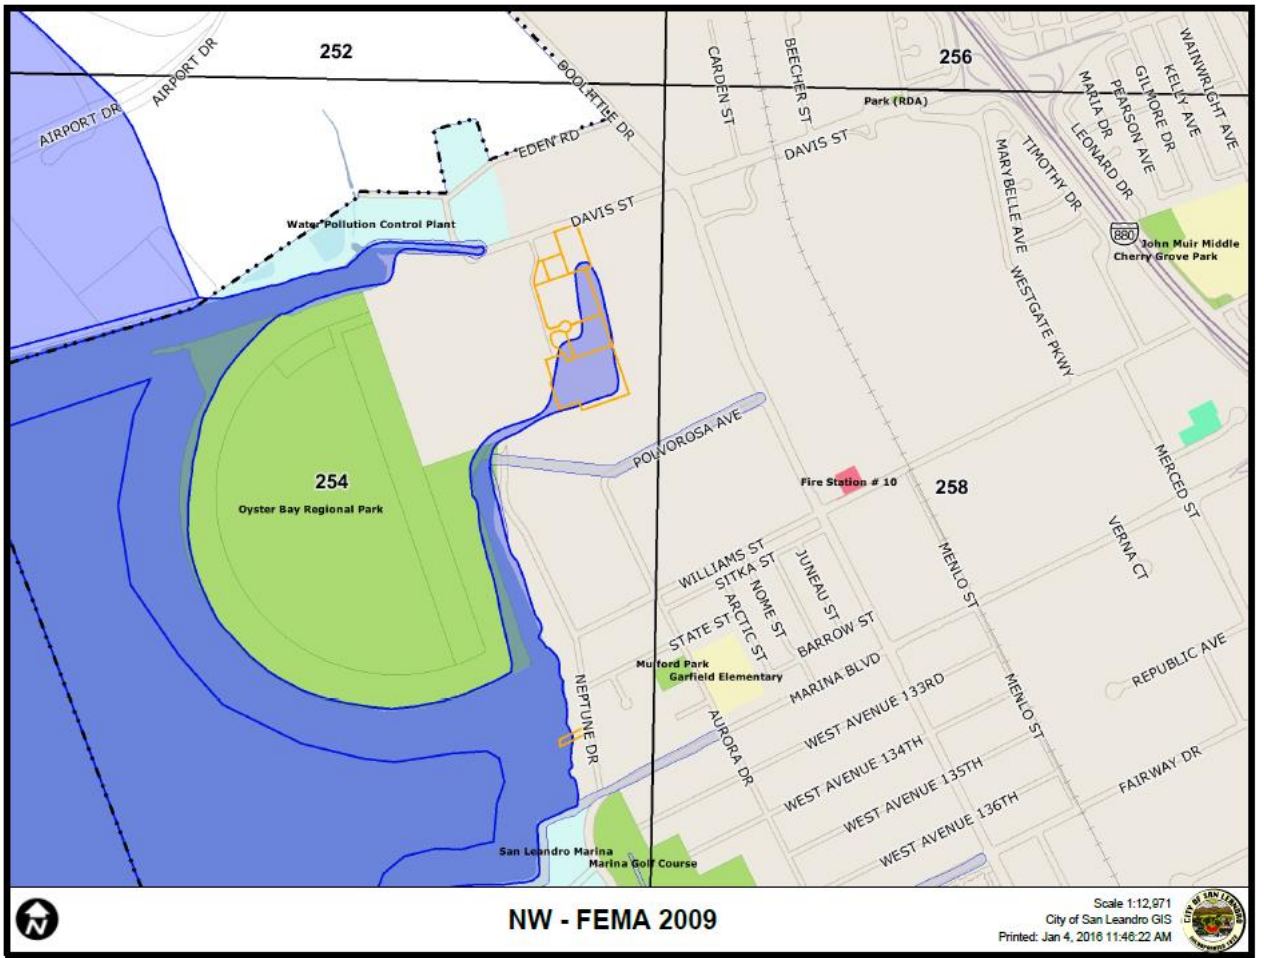 252
256
AIRPORT DR
AIRPORT DR
DOOLITTLE DR
CARDEN ST
BEECHER ST
Park (RDA)
WAINWRIGHT AVE
KELLY AVE
GILMORE DR
PEARSON AVE
MARIA DR
LEONARD DR
TIMOTHY DR
MARYBELLE AVE
EDEN RD
DAVIS ST
DAVIS ST
Water Pollution Control Plant
880
John Muir Middle
Cherry Grove Park
WESTGATE PKWY
POLVOROSA AVE
254
Oyster Bay Regional Park
Fire Station # 10
258
MERCED ST
VERNA CT
MENLO ST
WILLIAMS ST
SITKA ST
JUNEAU ST
NOME ST
ARCTIC ST
STATE ST
BARROW ST
Mulford Park
Garfield Elementary
MARINA BLVD
REPUBLIC AVE
NEPTUNE DR
AURORA DR
WEST AVENUE 133RD
MENLO ST
WEST AVENUE 134TH
WEST AVENUE 135TH
FAIRWAY DR
WEST AVENUE 136TH
San Leandro Marina
Marina Golf Course
N
NW - FEMA 2009
Scale 1:12,971
City of San Leandro GIS
Printed: Jan 4, 2016 11:46:22 AM
CITY OF SAN LEANDRO